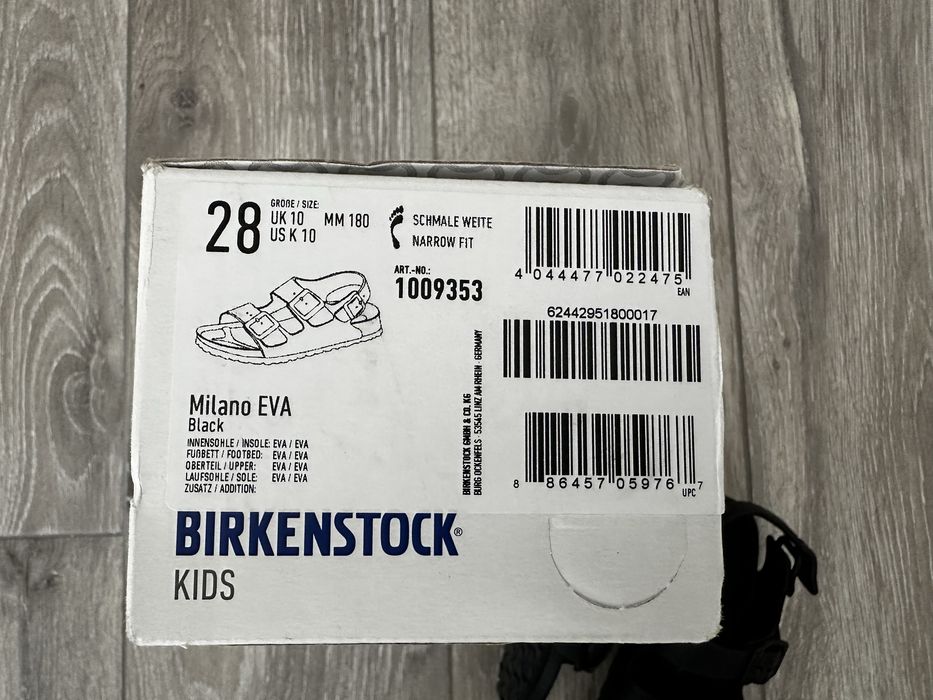 28
GRÖßE / SIZE:
UK 10 MM 180
US K 10
SCHMALE WEITE
NARROW FIT
ART.-NO.:
1009353
4 044477 022475
EAN
62442951800017
8 86457 05976 7
UPC
Milano EVA
Black
INNENSOHLE / INSOLE: EVA / EVA
FUßBETT / FOOTBED: EVA / EVA
OBERTEIL / UPPER: EVA / EVA
LAUFSOHLE / SOLE: EVA / EVA
ZUSATZ / ADDITION:
BIRKENSTOCK GMBH & CO. KG
BURG OCKENFELS · 53545 LINZ AM RHEIN · GERMANY
BIRKENSTOCK®
KIDS